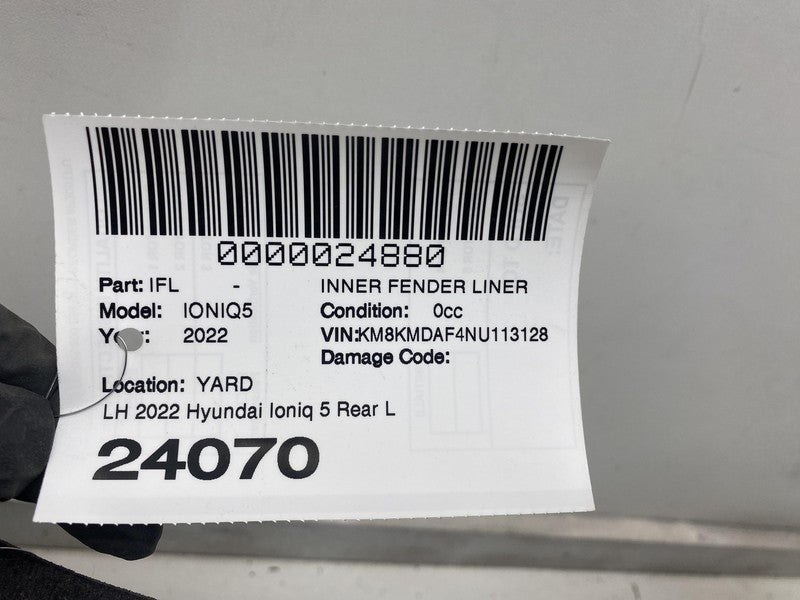 0000024880
Part: IFL - INNER FENDER LINER
Model: IONIQ5 Condition: 0cc
2022 VIN:KM8KMDAF4NU113128
Damage Code:
Location: YARD
LH 2022 Hyundai Ioniq 5 Rear L
24070